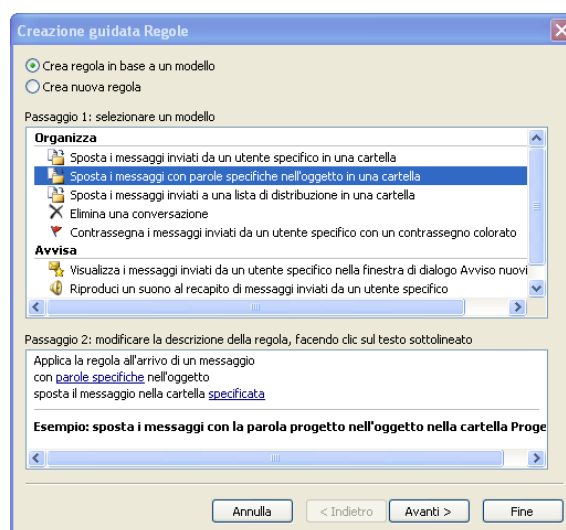 Creazione guidata Regole
Crea regola in base a un modello
Crea nuova regola
Passaggio 1: selezionare un modello
Organizza
Sposta i messaggi inviati da un utente specifico in una cartella
Sposta i messaggi con parole specifiche nell'oggetto in una cartella
Sposta i messaggi inviati a una lista di distribuzione in una cartella
Elimina una conversazione
Contrassegna i messaggi inviati da un utente specifico con un contrassegno colorato
Avvisa
Visualizza i messaggi inviati da un utente specifico nella finestra di dialogo Avviso nuovi
Riproduci un suono al recapito di messaggi inviati da un utente specifico
Passaggio 2: modificare la descrizione della regola, facendo clic sul testo sottolineato
Applica la regola all'arrivo di un messaggio
con parole specifiche nell'oggetto
sposta il messaggio nella cartella specificata
Esempio: sposta i messaggi con la parola progetto nell'oggetto nella cartella Proge
Annulla < Indietro Avanti > Fine